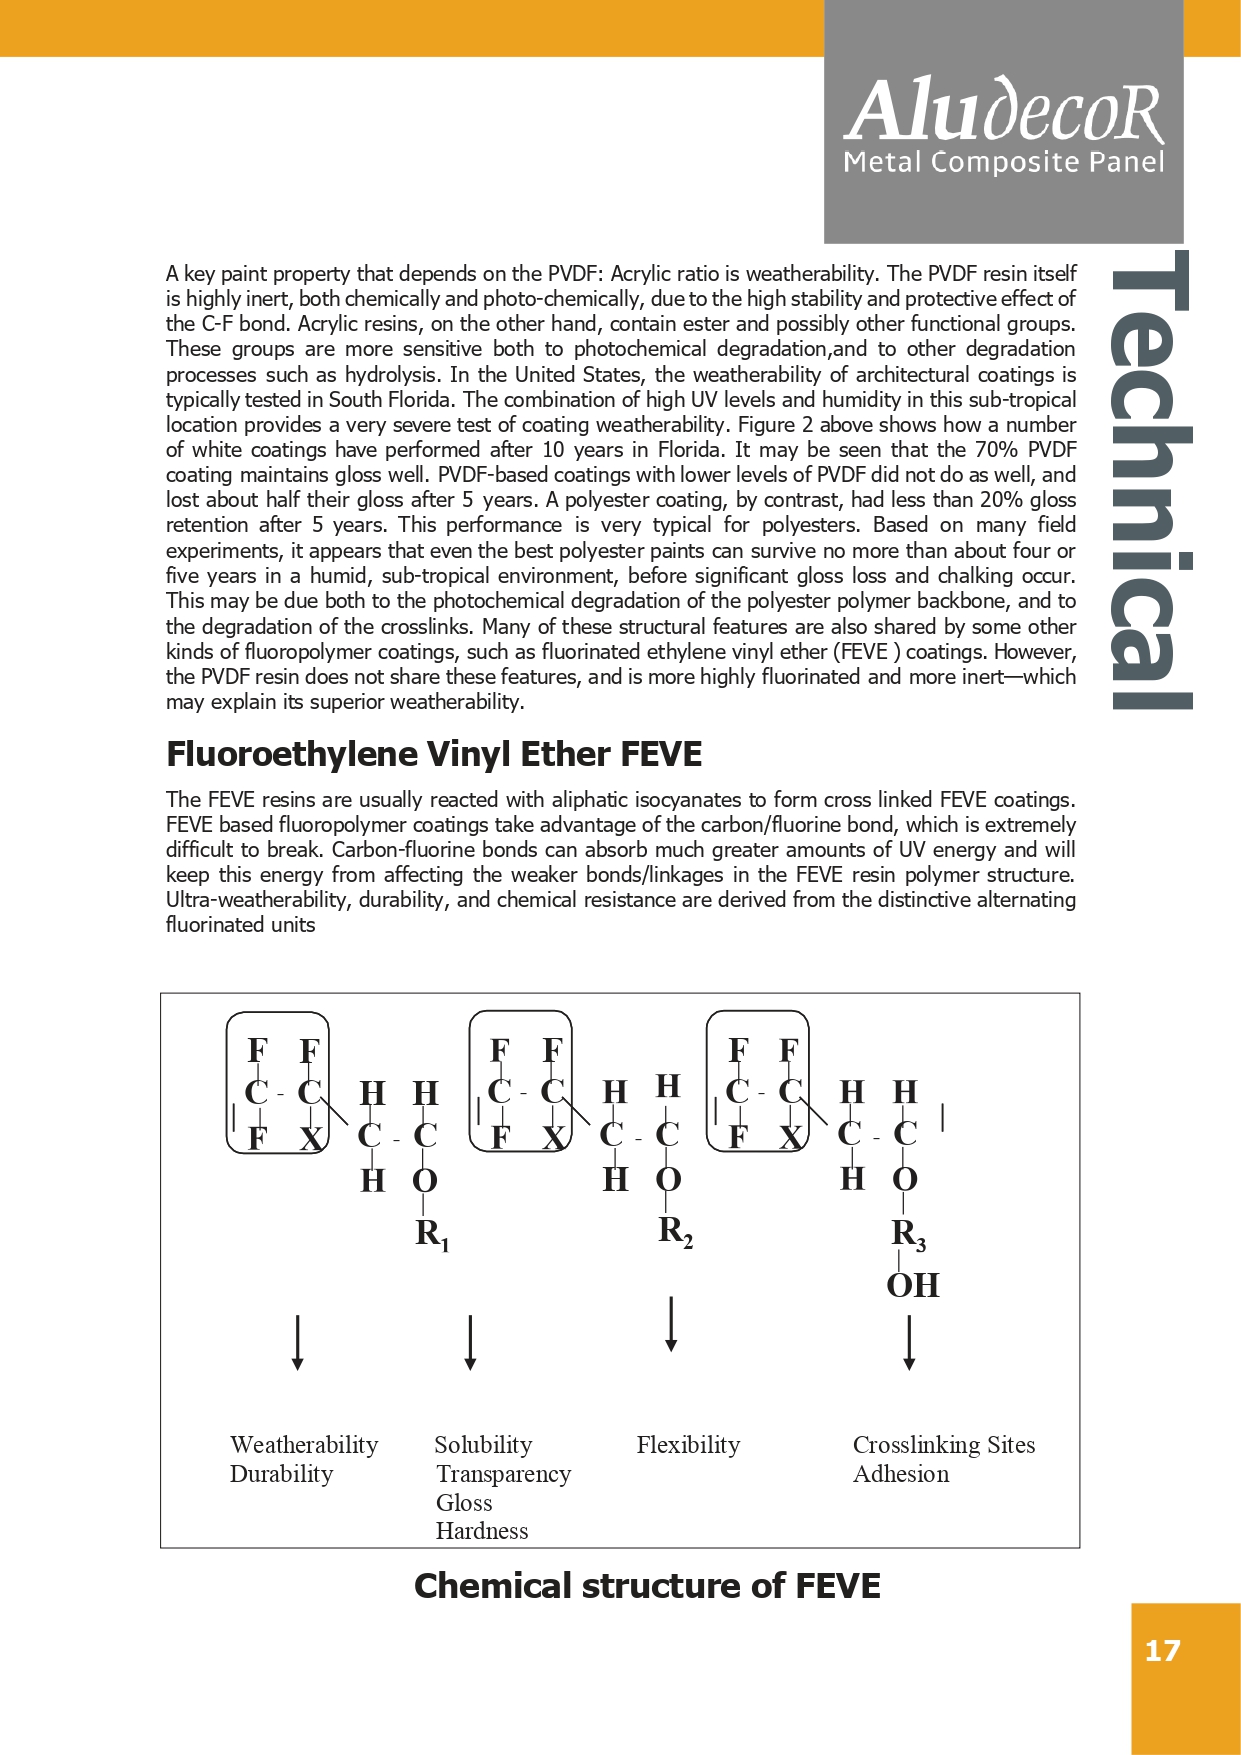 AludecoR
Metal Composite Panel
Technical
A key paint property that depends on the PVDF: Acrylic ratio is weatherability. The PVDF resin itself
is highly inert, both chemically and photo-chemically, due to the high stability and protective effect of
the C-F bond. Acrylic resins, on the other hand, contain ester and possibly other functional groups.
These groups are more sensitive both to photochemical degradation,and to other degradation
processes such as hydrolysis. In the United States, the weatherability of architectural coatings is
typically tested in South Florida. The combination of high UV levels and humidity in this sub-tropical
location provides a very severe test of coating weatherability. Figure 2 above shows how a number
of white coatings have performed after 10 years in Florida. It may be seen that the 70% PVDF
coating maintains gloss well. PVDF-based coatings with lower levels of PVDF did not do as well, and
lost about half their gloss after 5 years. A polyester coating, by contrast, had less than 20% gloss
retention after 5 years. This performance is very typical for polyesters. Based on many field
experiments, it appears that even the best polyester paints can survive no more than about four or
five years in a humid, sub-tropical environment, before significant gloss loss and chalking occur.
This may be due both to the photochemical degradation of the polyester polymer backbone, and to
the degradation of the crosslinks. Many of these structural features are also shared by some other
kinds of fluoropolymer coatings, such as fluorinated ethylene vinyl ether (FEVE ) coatings. However,
the PVDF resin does not share these features, and is more highly fluorinated and more inert—which
may explain its superior weatherability.
Fluoroethylene Vinyl Ether FEVE
The FEVE resins are usually reacted with aliphatic isocyanates to form cross linked FEVE coatings.
FEVE based fluoropolymer coatings take advantage of the carbon/fluorine bond, which is extremely
difficult to break. Carbon-fluorine bonds can absorb much greater amounts of UV energy and will
keep this energy from affecting the weaker bonds/linkages in the FEVE resin polymer structure.
Ultra-weatherability, durability, and chemical resistance are derived from the distinctive alternating
fluorinated units
F F F F F F
C - C H H C - C H H C - C H H
F X C - C F X C - C F X C - C
H O H O H O
R1 R2 R3
OH
Weatherability Solubility Flexibility Crosslinking Sites
Durability Transparency Adhesion
Gloss
Hardness
Chemical structure of FEVE
17